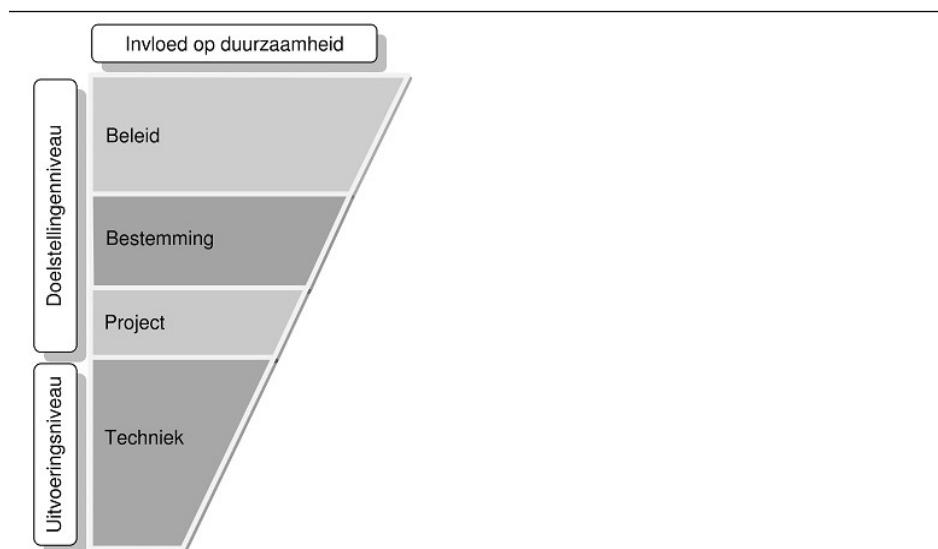 Invloed op duurzaamheid
Doelstellingenniveau
Beleid
Bestemming
Project
Uitvoeringsniveau
Techniek